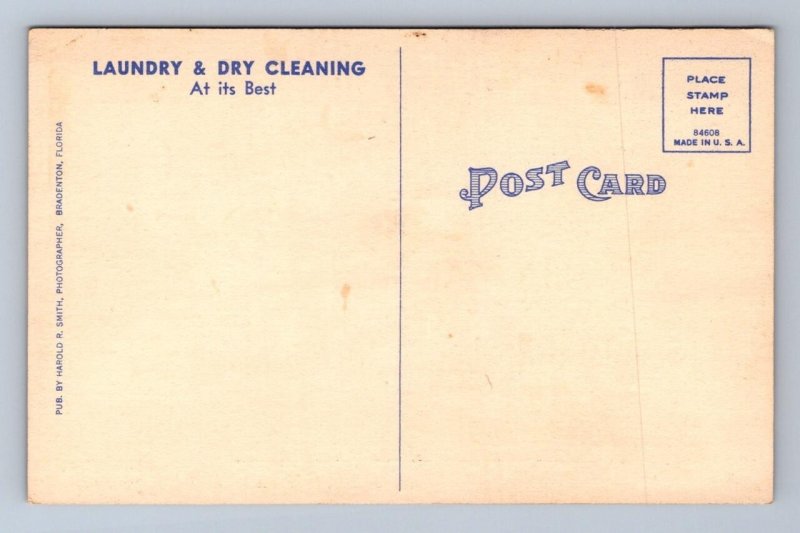 LAUNDRY & DRY CLEANING
At its Best
PUB. BY HAROLD R. SMITH, PHOTOGRAPHER, BRADENTON, FLORIDA
POST CARD
PLACE
STAMP
HERE
84608
MADE IN U. S. A.